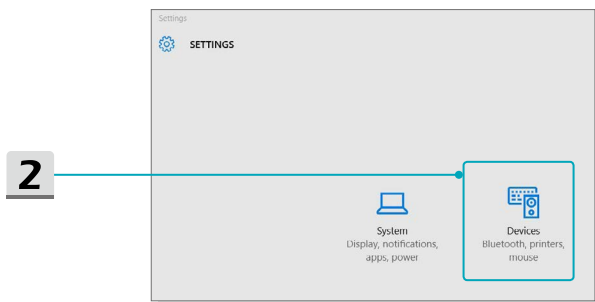 Settings
SETTINGS
2
System
Display, notifications,
apps, power
Devices
Bluetooth, printers,
mouse